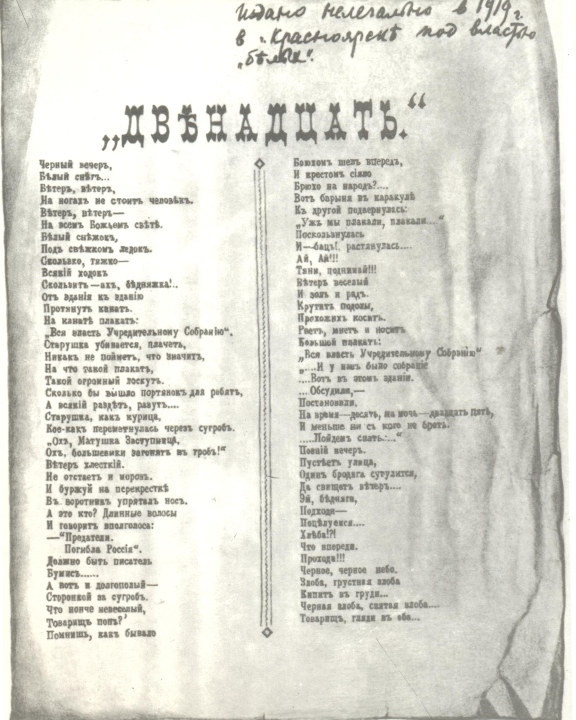 издано нелегально в 1919 г.
в г. Красноярскѣ под властью
„бѣлых".
„ДВѢНАДЦАТЬ."
Черный вечеръ,
Бѣлый снѣгъ...
Вѣтеръ, вѣтеръ,
На ногахъ не стоитъ человѣкъ.
Вѣтеръ, вѣтеръ—
На всемъ Божьемъ свѣтѣ.
Бѣлый снѣжокъ,
Подъ снѣжкомъ ледокъ.
Скользко, тяжко—
Всякій ходокъ
Скользитъ—ахъ, бѣдняжка!..
Отъ зданія къ зданію
Протянутъ канатъ.
На канатѣ плакатъ:
„Вся власть Учредительному Собранію".
Старушка убивается, плачетъ,
Никакъ не пойметъ, что значитъ,
На что такой плакатъ,
Такой огромный лоскутъ.
Сколько бы вышло портянокъ для ребятъ,
А всякій раздѣтъ, разутъ....
Старушка, какъ курица,
Кое-какъ переметнулась черезъ сугробъ.
„Охъ, Матушка Заступница,
Охъ, большевики загонятъ въ гробъ!"
Вѣтеръ хлесткій.
Не отстаетъ и морозъ.
И буржуй на перекресткѣ
Въ воротникъ упряталъ носъ.
А это кто? Длинные волосы
И говоритъ вполголоса:
—"Предатели.
Погибла Россія".
Должно быть писатель
Бумисъ......
А вотъ и долгополый—
Сторонкой за сугробъ.
Что нонче невеселый,
Товарищъ попъ?
Помнишь, какъ бывало
Брюхомъ шелъ впередъ,
И крестомъ сіяло
Брюхо на народъ?....
Вотъ барыня въ каракулѣ
Къ другой подвернулась:
„Ужъ мы плакали, плакали...."
Поскользнулась
И—бацъ!. растянулась....
Ай, Ай!!!
Тяни, поднимай!!!
Вѣтеръ веселый
И золъ и радъ.
Крутитъ подолы,
Прохожихъ коситъ.
Рветъ, мнетъ и носитъ
Большой плакатъ:
„Вся власть Учредительному Собранію"
„....И у насъ было собраніе
....Вотъ въ этомъ зданіи.
...Обсудили,—
Постановили.
На время—десять, на ночь—двадцать пять,
И меньше ни съ кого не брать.
.....Пойдемъ спать...."
Поздній вечеръ.
Пустѣетъ улица,
Одинъ бродяга сутулится,
Да свищетъ вѣтеръ....
Эй, бѣдняга,
Подходи—
Поцѣлуемся....
Хлѣба!?!
Что впереди.
Проходи!!!
Черное, черное небо.
Злоба, грустная злоба
Кипитъ въ груди...
Черная злоба, святая злоба....
Товарищъ, гляди въ оба...